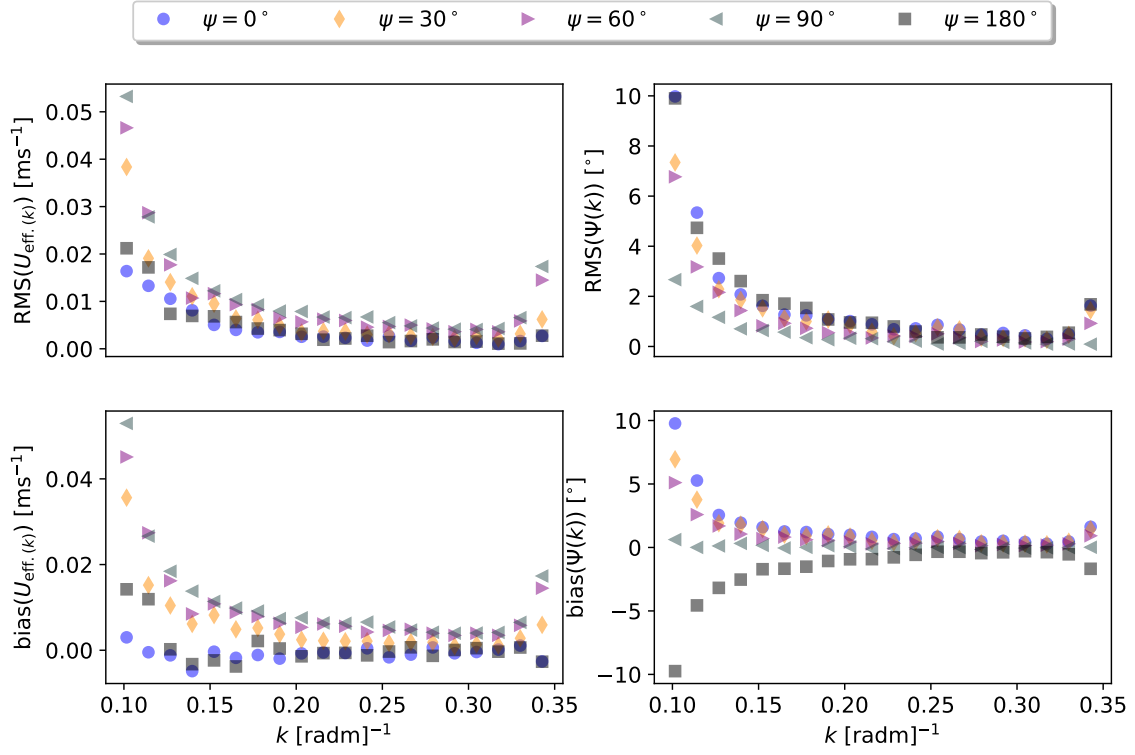 ψ = 0° ψ = 30° ψ = 60° ψ = 90° ψ = 180°
RMS(U_eff.(k)) [ms⁻¹]
0.05
0.04
0.03
0.02
0.01
0.00
RMS(Ψ(k)) [°]
10
8
6
4
2
0
bias(U_eff.(k)) [ms⁻¹]
0.04
0.02
0.00
0.10 0.15 0.20 0.25 0.30 0.35
k [radm]⁻¹
bias(Ψ(k)) [°]
10
5
0
−5
−10
0.10 0.15 0.20 0.25 0.30 0.35
k [radm]⁻¹